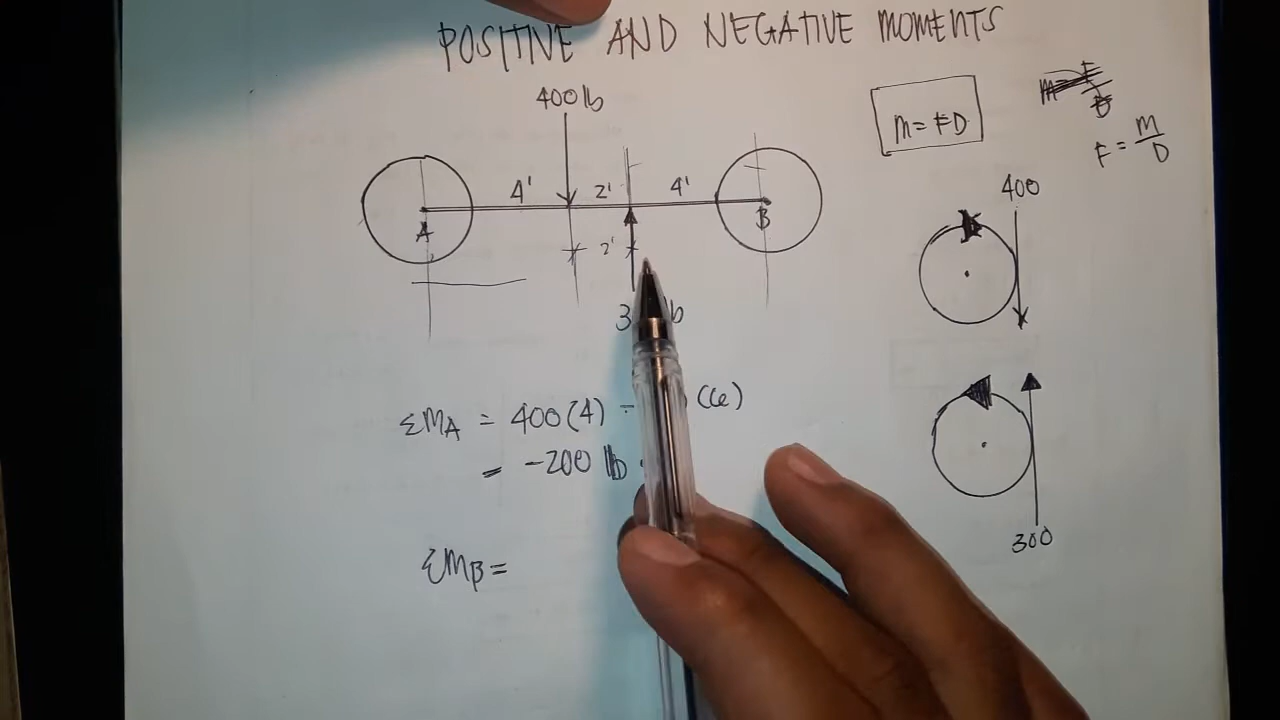 POSITIVE AND NEGATIVE MOMENTS
400 lb
M = FD
F = M/D
4' 2' 4'
A B
2'
400
ΣMA = 400(4) - (6)
= -200 lb
300
ΣMB =